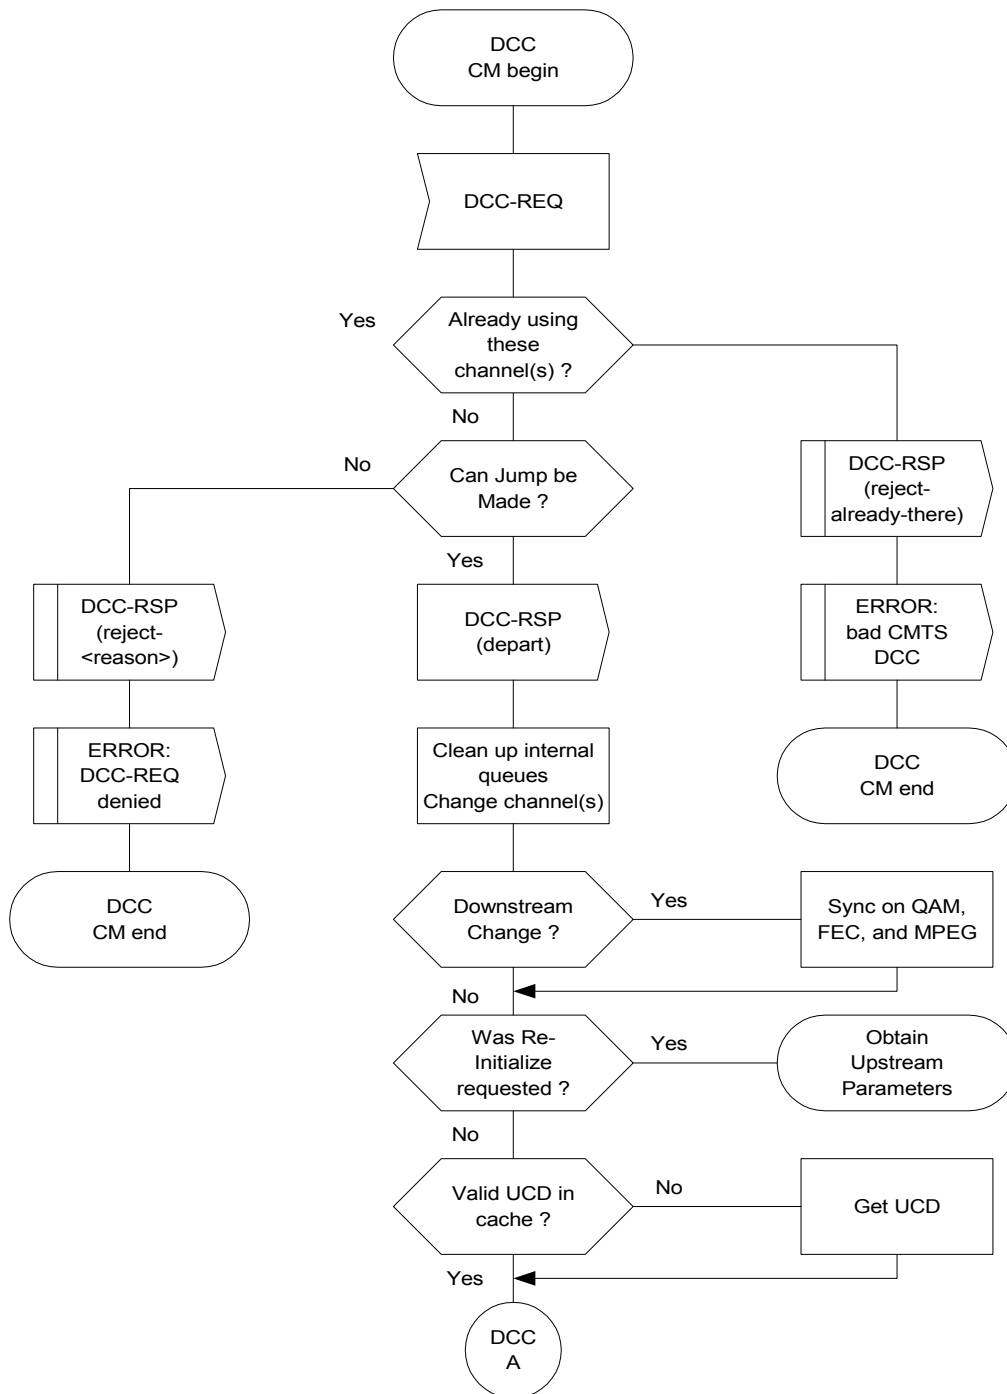 DCC
CM begin
DCC-REQ
Yes
Already using
these
channel(s) ?
No
No
Can Jump be
Made ?
DCC-RSP
(reject-
already-there)
Yes
DCC-RSP
(reject-
<reason>)
DCC-RSP
(depart)
ERROR:
bad CMTS
DCC
ERROR:
DCC-REQ
denied
Clean up internal
queues
Change channel(s)
DCC
CM end
DCC
CM end
Downstream
Change ?
Yes
Sync on QAM,
FEC, and MPEG
No
Was Re-
Initialize
requested ?
Yes
Obtain
Upstream
Parameters
No
Valid UCD in
cache ?
No
Get UCD
Yes
DCC
A